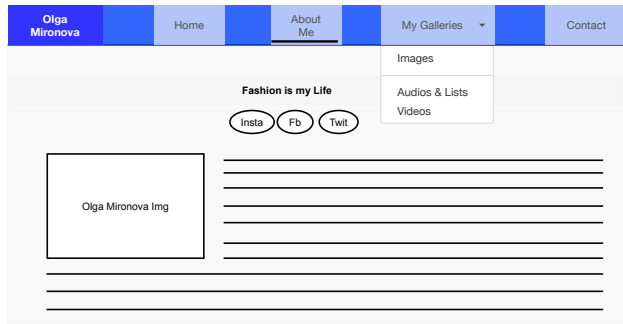 Olga
Mironova
Home
About
Me
My Galleries
Contact
Images
Audios & Lists
Videos
Fashion is my Life
Insta
Fb
Twit
Olga Mironova Img